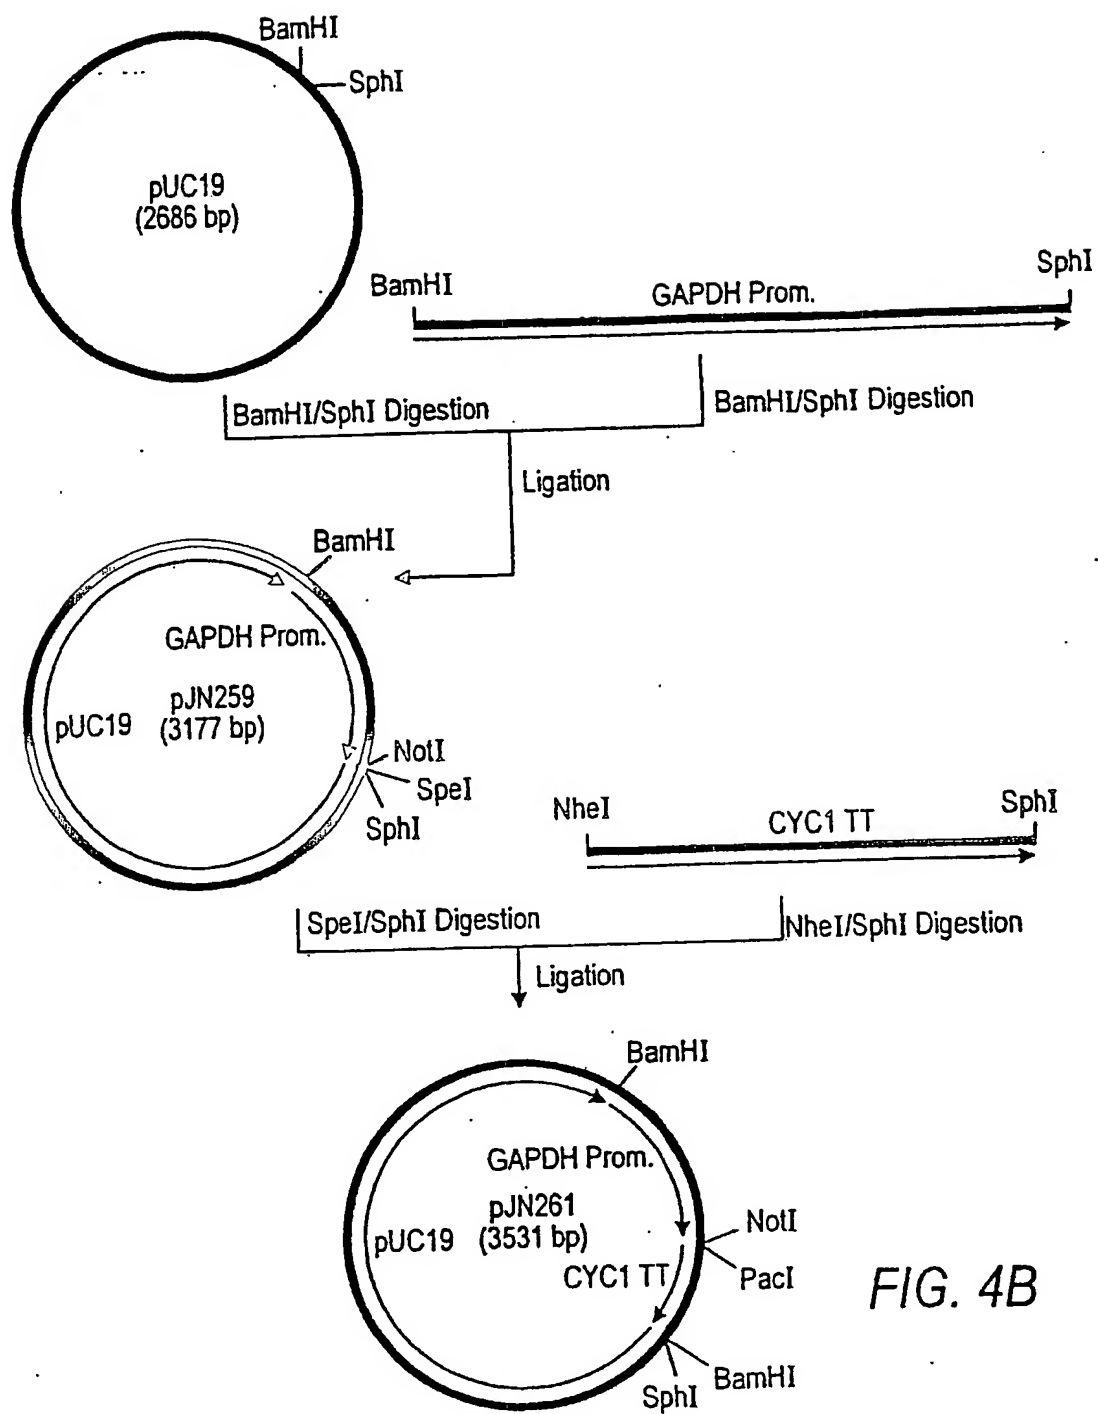 BamHI
SphI
pUC19
(2686 bp)
BamHI
GAPDH Prom.
SphI
BamHI/SphI Digestion
BamHI/SphI Digestion
Ligation
BamHI
GAPDH Prom.
pJN259
pUC19 (3177 bp)
NotI
SpeI
SphI
NheI
CYC1 TT
SphI
SpeI/SphI Digestion
NheI/SphI Digestion
Ligation
BamHI
GAPDH Prom.
pJN261
pUC19 (3531 bp)
NotI
CYC1 TT
PacI
FIG. 4B
BamHI
SphI